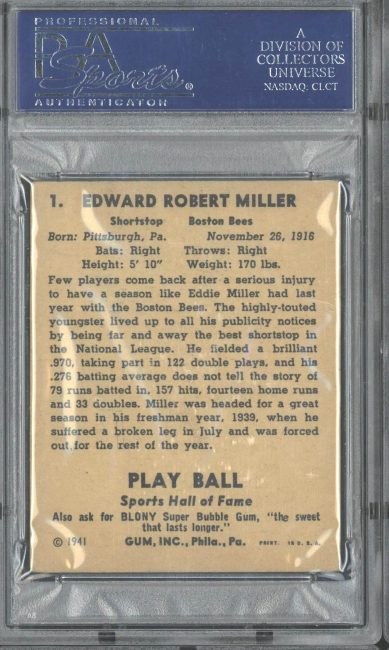 PROFESSIONAL
PSA
Sports®
AUTHENTICATOR
A
DIVISION OF
COLLECTORS
UNIVERSE
NASDAQ: CLCT
1. EDWARD ROBERT MILLER
Shortstop Boston Bees
Born: Pittsburgh, Pa. November 26, 1916
Bats: Right Throws: Right
Height: 5' 10" Weight: 170 lbs.
Few players come back after a serious injury
to have a season like Eddie Miller had last
year with the Boston Bees. The highly-touted
youngster lived up to all his publicity notices
by being far and away the best shortstop in
the National League. He fielded a brilliant
.970, taking part in 122 double plays, and his
.276 batting average does not tell the story of
79 runs batted in, 157 hits, fourteen home runs
and 33 doubles. Miller was headed for a great
season in his freshman year, 1939, when he
suffered a broken leg in July and was forced
out for the rest of the year.
PLAY BALL
Sports Hall of Fame
Also ask for BLONY Super Bubble Gum, "the sweet
that lasts longer."
© 1941 GUM, INC., Phila., Pa. PRINT. IN U. S. A.